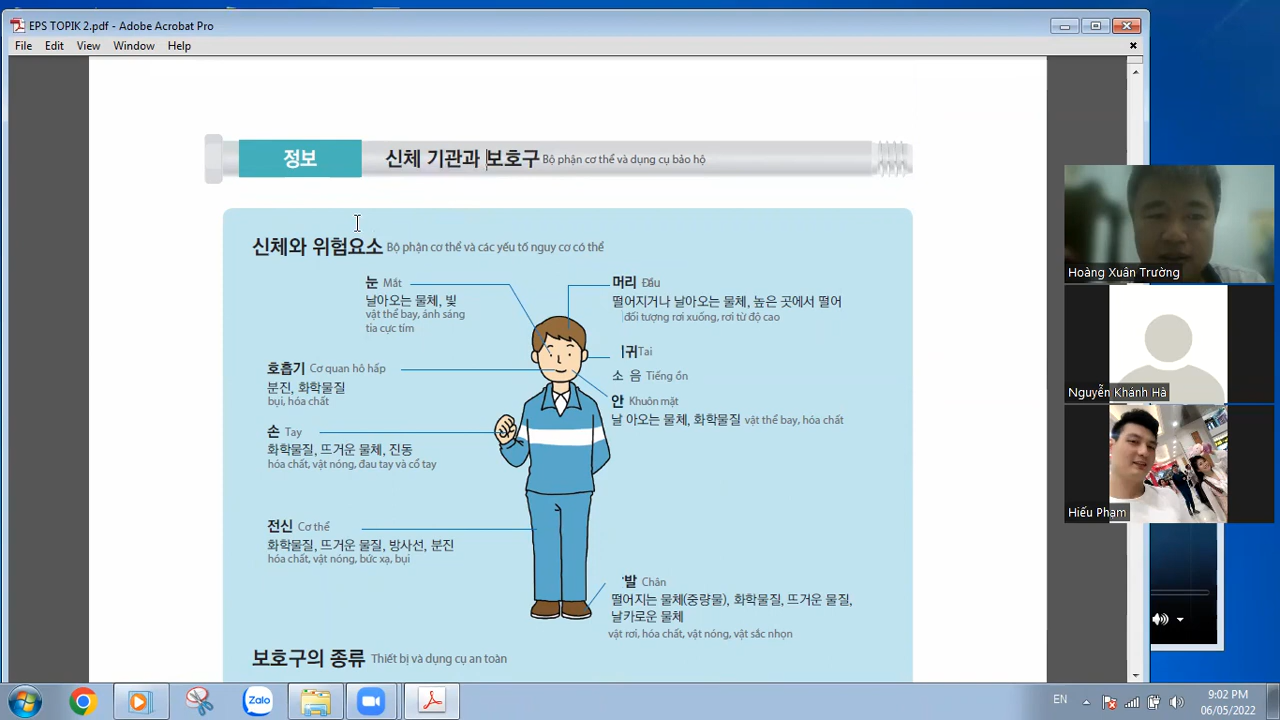 EPS TOPIK 2.pdf - Adobe Acrobat Pro
File Edit View Window Help
정보
신체 기관과 보호구 Bộ phận cơ thể và dụng cụ bảo hộ
신체와 위험요소 Bộ phận cơ thể và các yếu tố nguy cơ có thể
눈 Mắt
날아오는 물체, 빛
vật thể bay, ánh sáng
tia cực tím
머리 Đầu
떨어지거나 날아오는 물체, 높은 곳에서 떨어
đối tượng rơi xuống, rơi từ độ cao
귀 Tai
소 음 Tiếng ồn
호흡기 Cơ quan hô hấp
분진, 화학물질
bụi, hóa chất
안 Khuôn mặt
날 아오는 물체, 화학물질 vật thể bay, hóa chất
손 Tay
화학물질, 뜨거운 물체, 진동
hóa chất, vật nóng, đau tay và cổ tay
전신 Cơ thể
화학물질, 뜨거운 물질, 방사선, 분진
hóa chất, vật nóng, bức xạ, bụi
발 Chân
떨어지는 물체(중량물), 화학물질, 뜨거운 물질,
날카로운 물체
vật rơi, hóa chất, vật nóng, vật sắc nhọn
보호구의 종류 Thiết bị và dụng cụ an toàn
Hoàng Xuân Trường
Nguyễn Khánh Hà
Hiếu Phạm
Zalo
EN
9:02 PM
06/05/2022